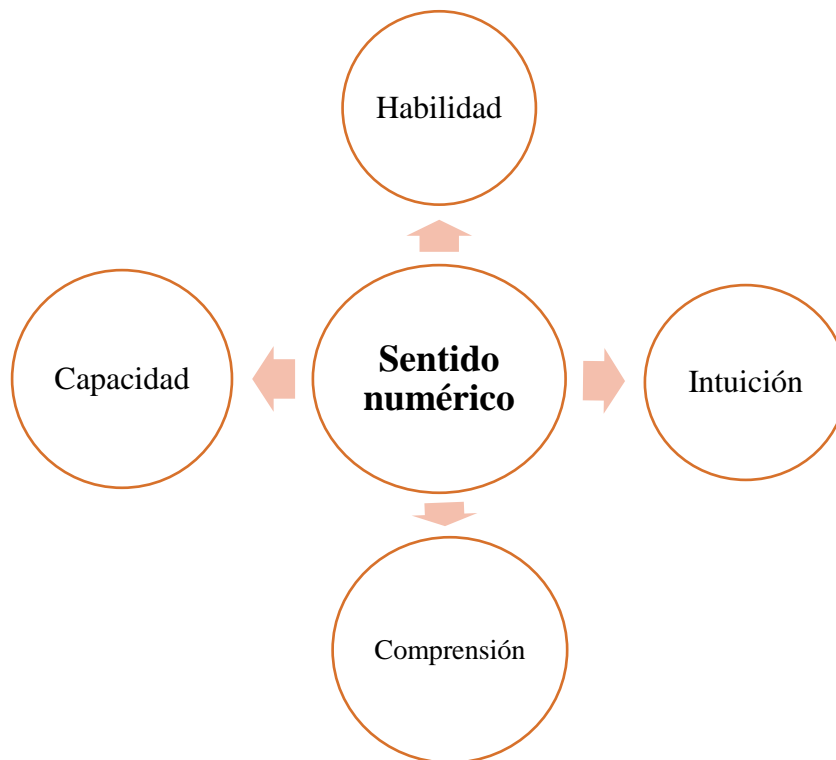 Habilidad
Capacidad
Sentido
numérico
Intuición
Comprensión